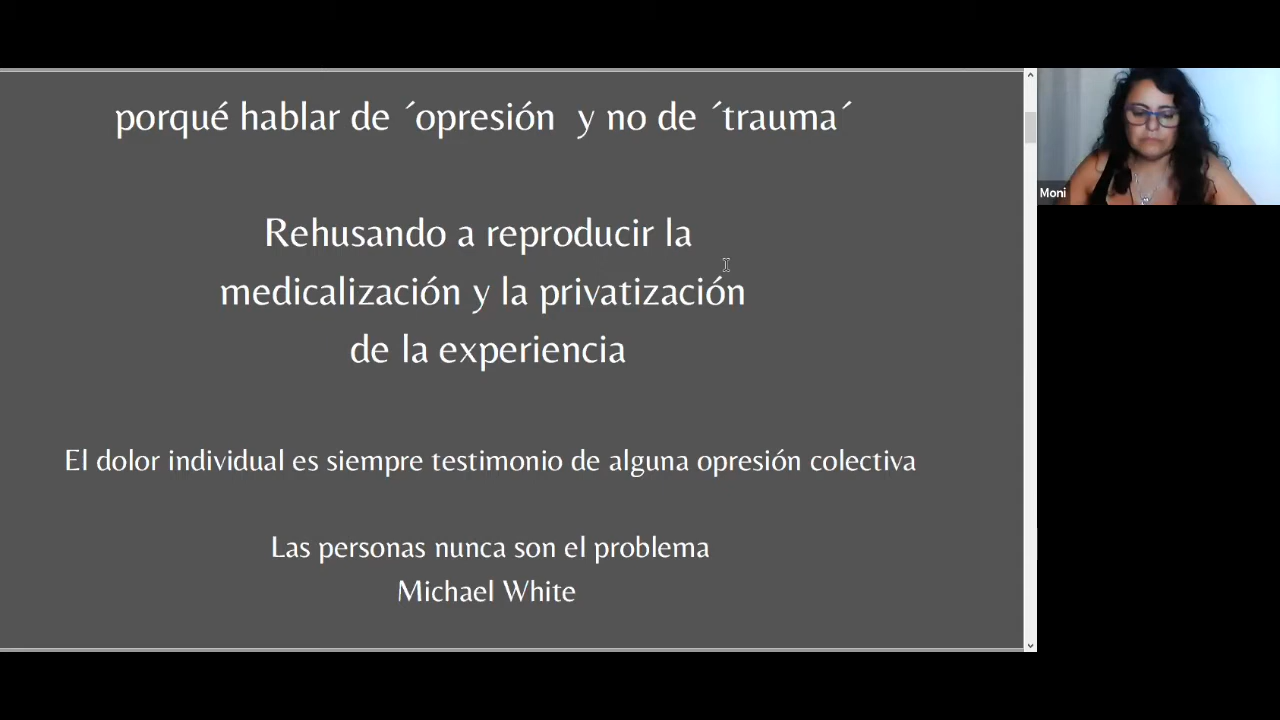 porqué hablar de ´opresión y no de ´trauma´
Rehusando a reproducir la
medicalización y la privatización
de la experiencia
El dolor individual es siempre testimonio de alguna opresión colectiva
Las personas nunca son el problema
Michael White
Moni